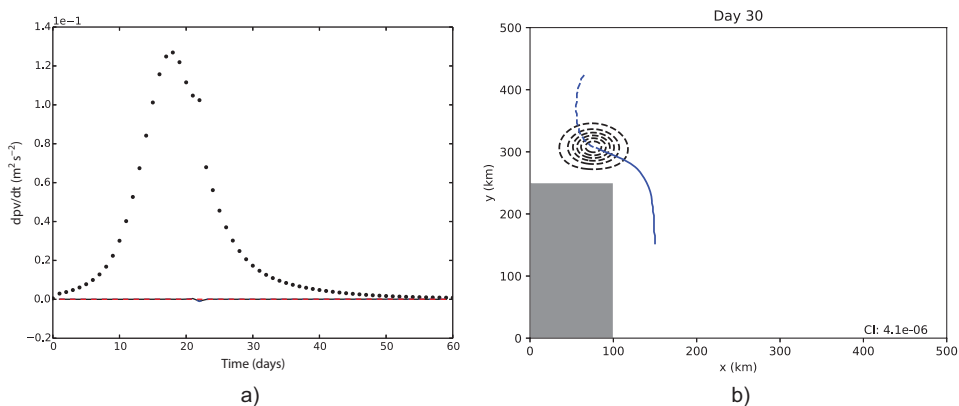 1e−1
1.4
1.2
1.0
0.8
0.6
0.4
0.2
0.0
−0.2
0 10 20 30 40 50 60
dpv/dt (m² s⁻²)
Time (days)
a)
Day 30
500
400
300
200
100
0
0 100 200 300 400 500
y (km)
x (km)
CI: 4.1e-06
b)